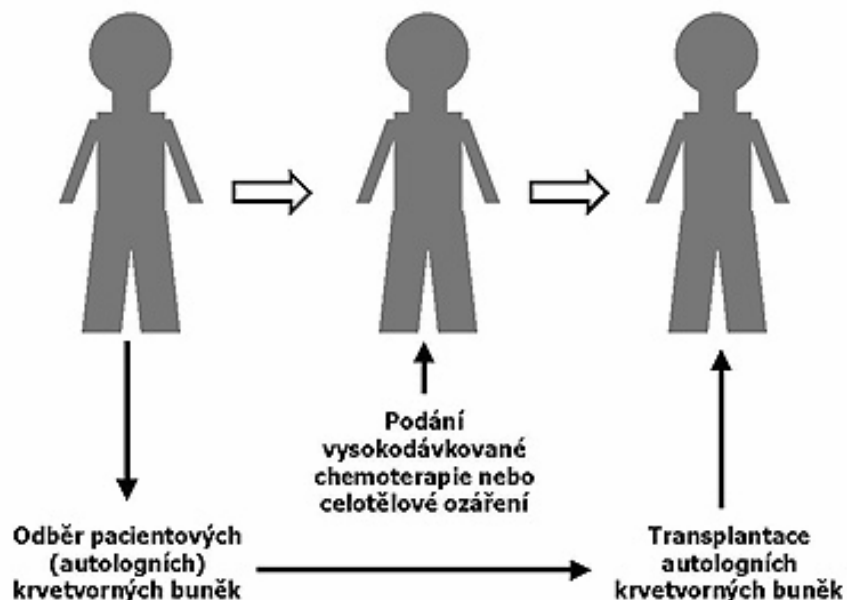 Podání
vysokodávkované
chemoterapie nebo
celotělové ozáření
Odběr pacientových
(autologních)
krvetvorných buněk
Transplantace
autologních
krvetvorných buněk